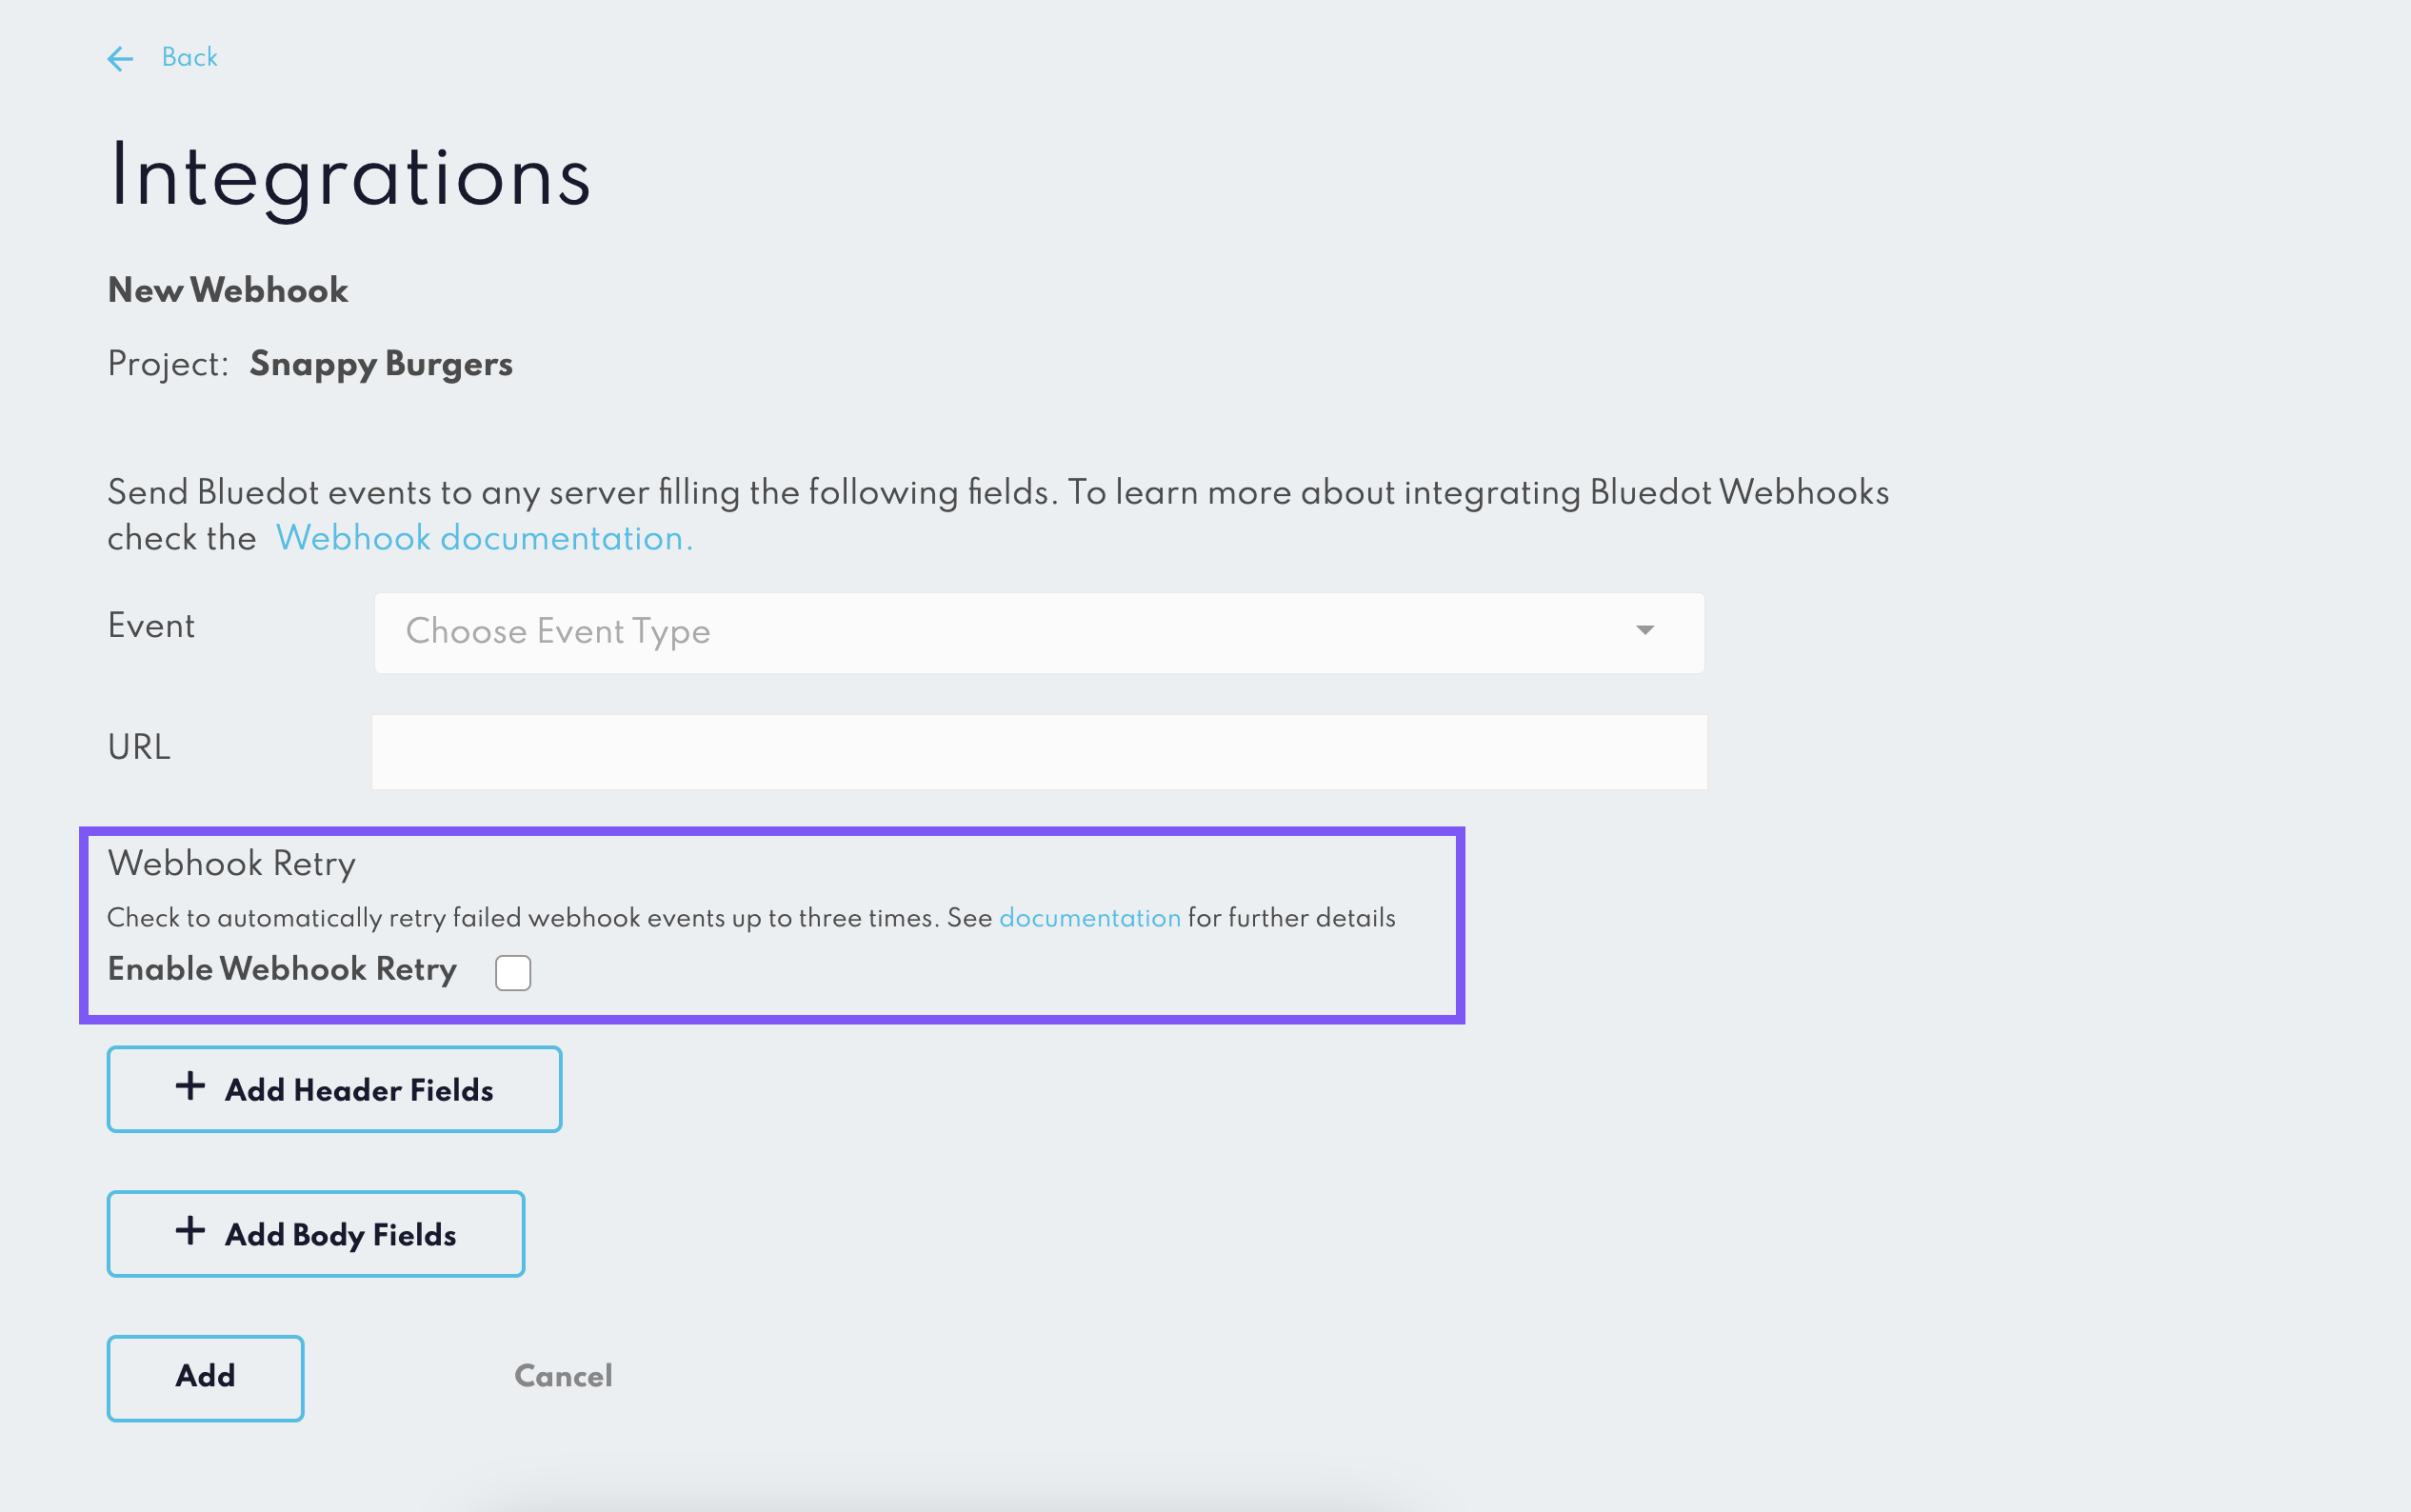 Back
Integrations
New Webhook
Project: Snappy Burgers
Send Bluedot events to any server filling the following fields. To learn more about integrating Bluedot Webhooks
check the Webhook documentation.
Event
Choose Event Type
URL
Webhook Retry
Check to automatically retry failed webhook events up to three times. See documentation for further details
Enable Webhook Retry
+ Add Header Fields
+ Add Body Fields
Add
Cancel